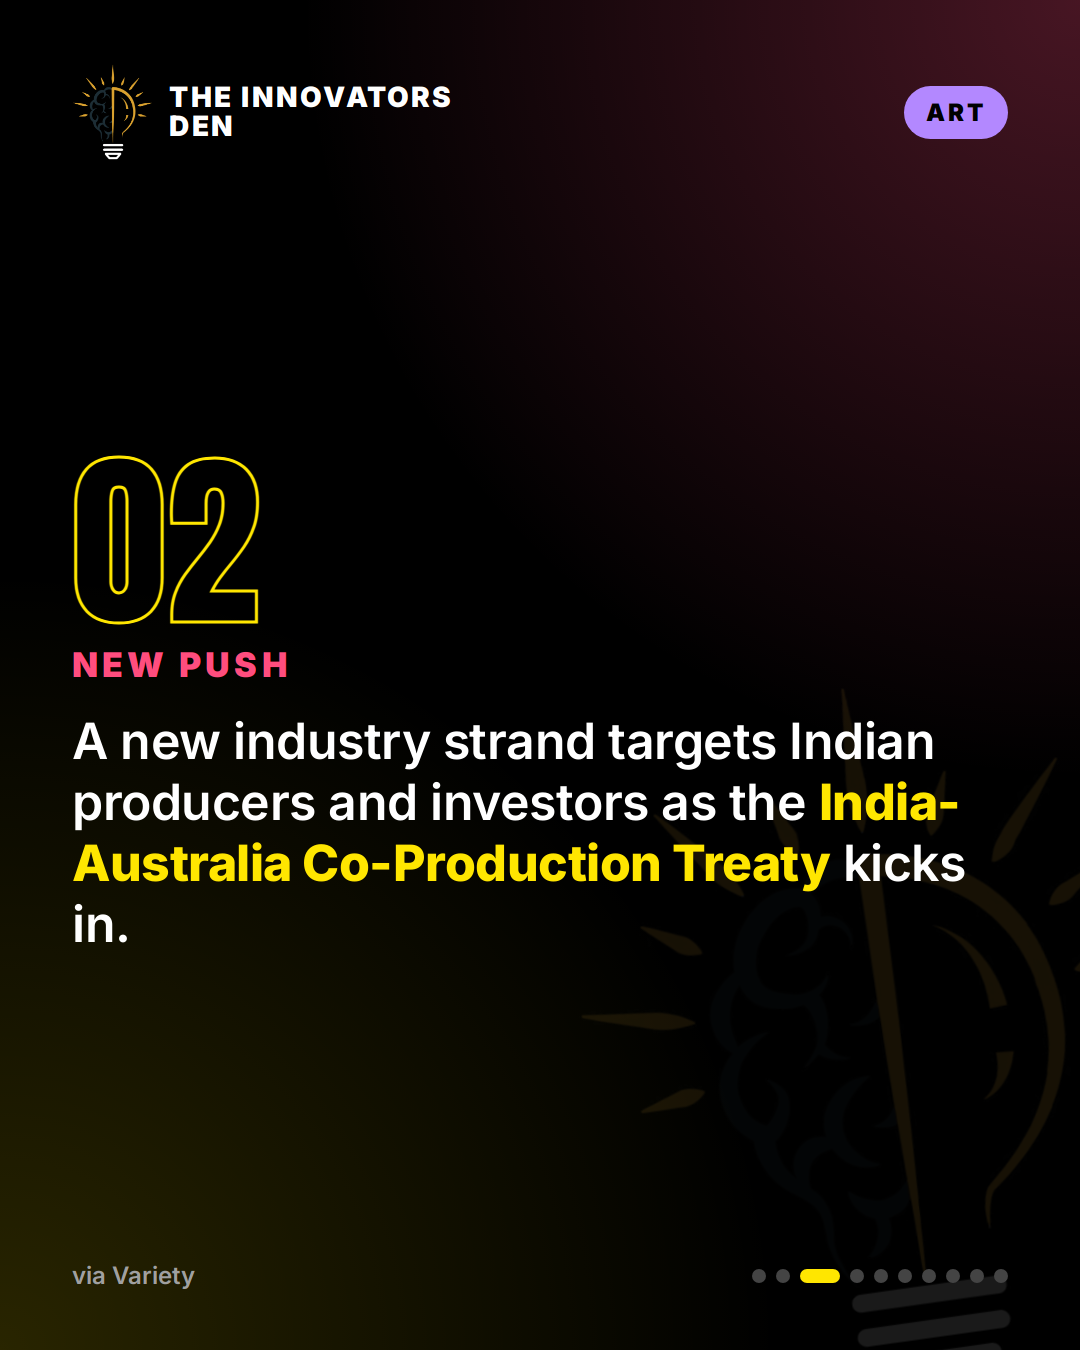 THE INNOVATORS
DEN
ART
02
NEW PUSH
A new industry strand targets Indian
producers and investors as the India-
Australia Co-Production Treaty kicks
in.
via Variety